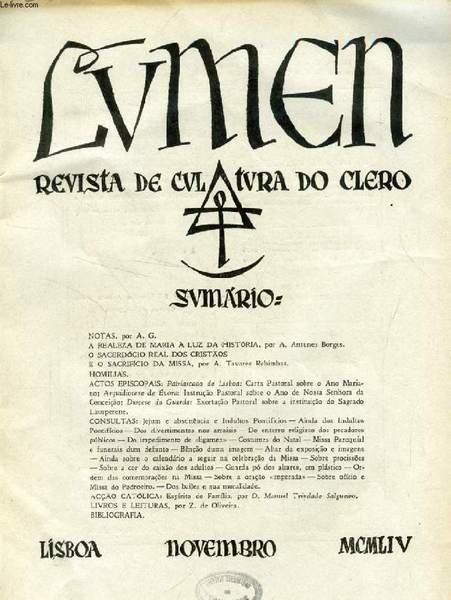 Le-livre.com
LVMEN
REVISTA DE CVLTVRA DO CLERO
SVMÁRIO=
NOTAS, por A. G.
A REALEZA DE MARIA À LUZ DA HISTÓRIA, por A. Antunes Borges.
O SACERDÓCIO REAL DOS CRISTÃOS
E O SACRIFÍCIO DA MISSA, por A. Tavares Rebimbas.
HOMILIAS.
ACTOS EPISCOPAIS: Patriarcado de Lisboa: Carta Pastoral sobre o Ano Maria-
no; Arquidiocese de Évora: Instrução Pastoral sobre o Ano de Nossa Senhora da
Conceição; Diocese da Guarda: Exortação Pastoral sobre a instituição do Sagrado
Lausperene.
CONSULTAS: Jejum e abstinência e Indultos Pontifícios — Ainda dos Indultos
Pontifícios — Dos divertimentos nos arraiais — Do enterro religioso dos pecadores
públicos — Do impedimento de «ligamen» — Costumes do Natal — Missa Paroquial
e funerais dum defunto — Bênção duma imagem — Altar da exposição e imagens
— Ainda sobre o calendário a seguir na celebração da Missa — Sobre procissões
— Sobre a cor do caixão dos adultos — Guarda pó dos altares, em plástico — Or-
dem das comemorações na Missa — Sobre a oração «imperada» — Sobre ofício e
Missa do Padroeiro. — Dos bailes e sua moralidade.
ACÇÃO CATÓLICA: Espírito de Família, por D. Manuel Trindade Salgueiro.
LIVROS E LEITURAS, por Z. de Oliveira.
BIBLIOGRAFIA.
LISBOA NOVEMBRO MCMLIV